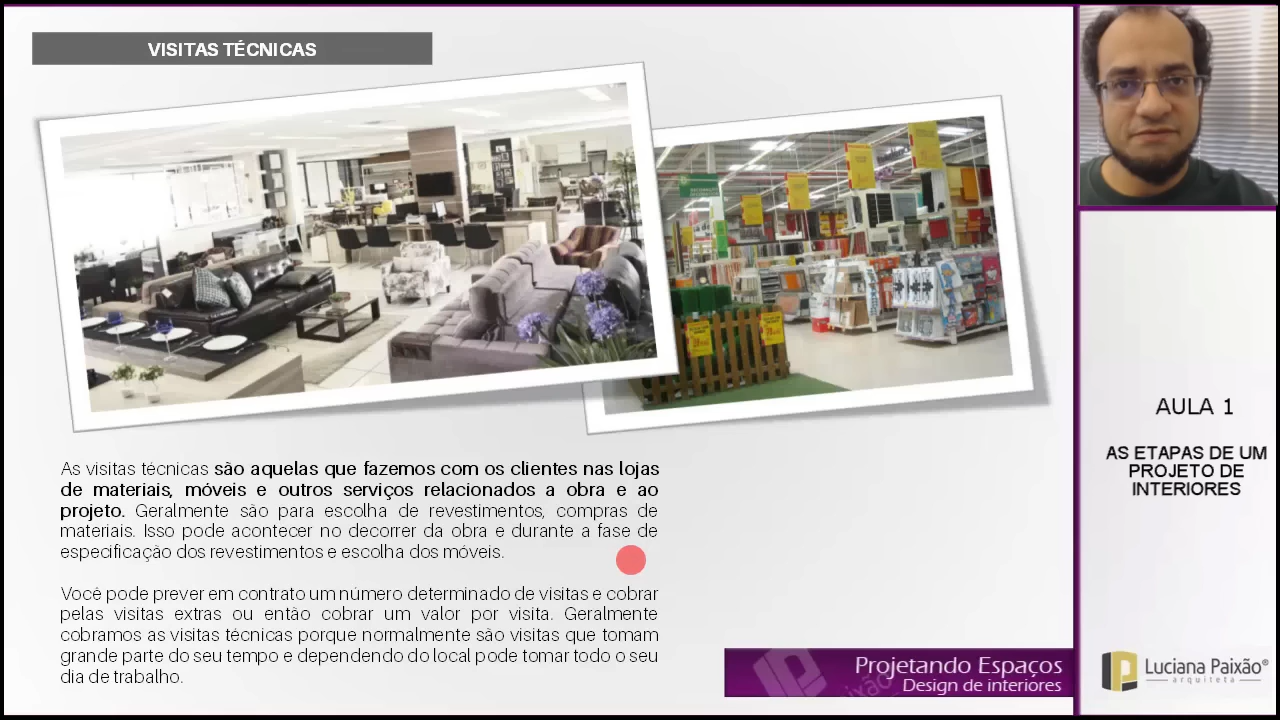 VISITAS TÉCNICAS
As visitas técnicas são aquelas que fazemos com os clientes nas lojas
de materiais, móveis e outros serviços relacionados a obra e ao
projeto. Geralmente são para escolha de revestimentos, compras de
materiais. Isso pode acontecer no decorrer da obra e durante a fase de
especificação dos revestimentos e escolha dos móveis.
Você pode prever em contrato um número determinado de visitas e cobrar
pelas visitas extras ou então cobrar um valor por visita. Geralmente
cobramos as visitas técnicas porque normalmente são visitas que tomam
grande parte do seu tempo e dependendo do local pode tomar todo o seu
dia de trabalho.
Projetando Espaços
Design de interiores
AULA 1
AS ETAPAS DE UM
PROJETO DE
INTERIORES
Luciana Paixão®
arquiteta